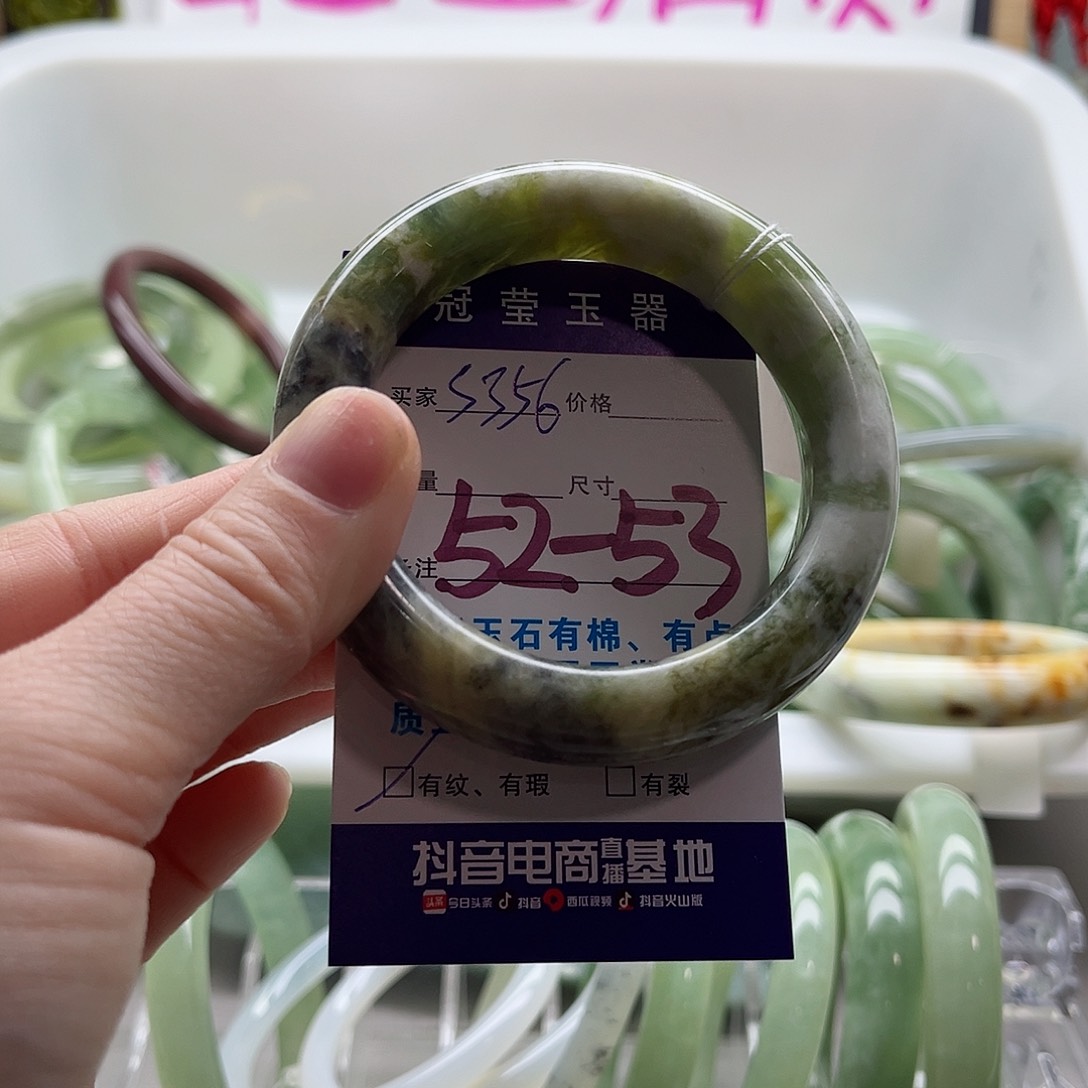 冠莹玉器
买家 5356 价格
量 尺寸
注 52-53
玉石有棉、有点
质
有纹、有瑕 有裂
抖音电商直播基地
头条 今日头条 抖音 西瓜视频 抖音火山版